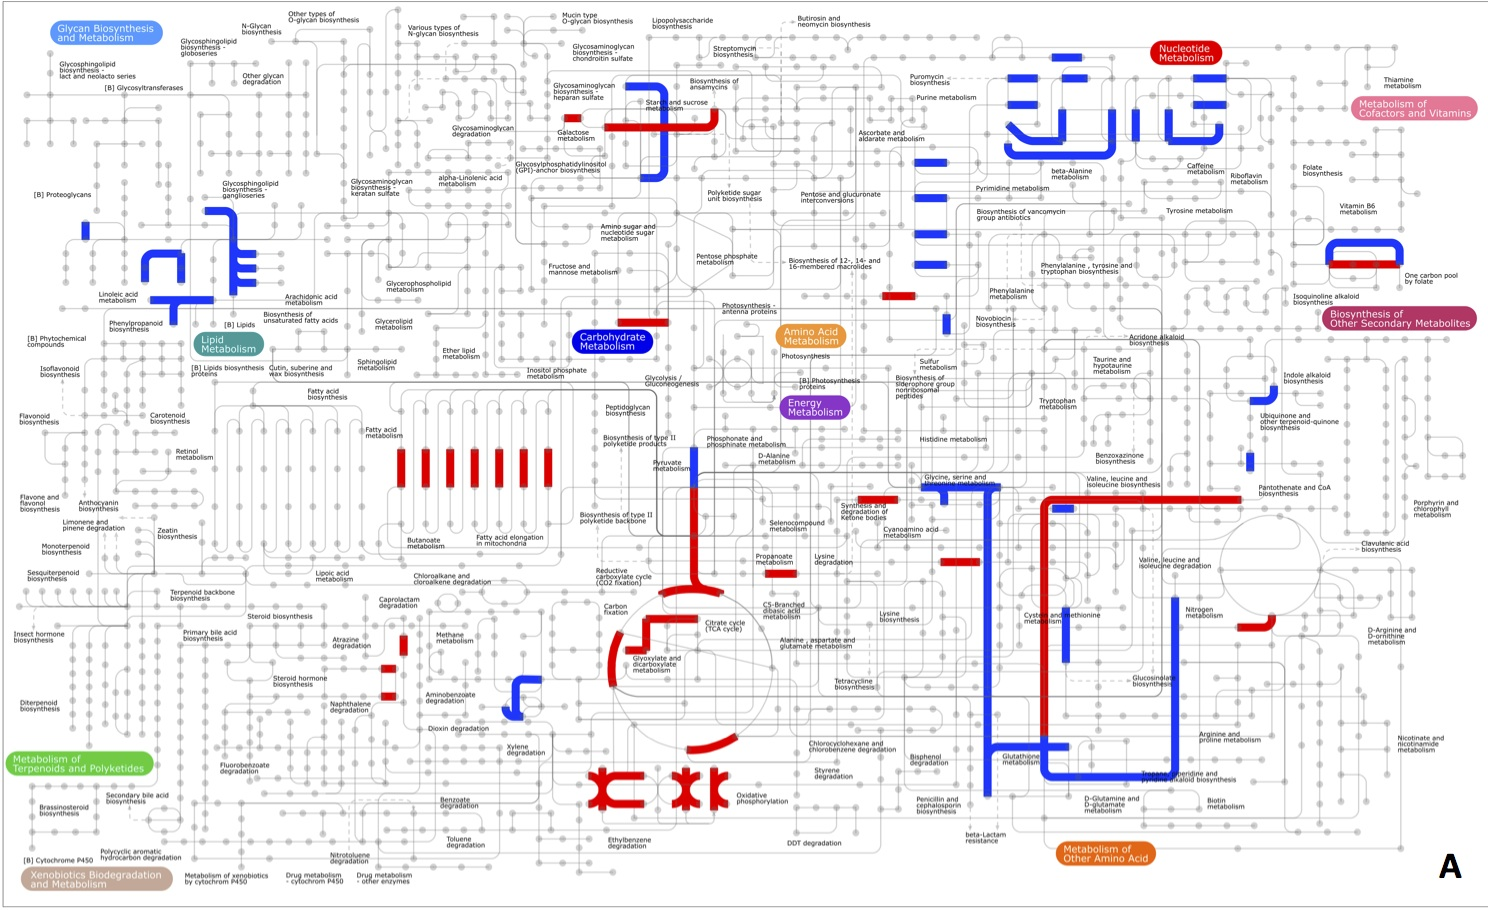 Glycan Biosynthesis
and Metabolism
Other types of
O-glycan biosynthesis
N-Glycan
biosynthesis
Various types of
N-glycan biosynthesis
Mucin type
O-glycan biosynthesis
Lipopolysaccharide
biosynthesis
Butirosin and
neomycin biosynthesis
Glycosphingolipid
biosynthesis -
globoseries
Glycosaminoglycan
biosynthesis -
chondroitin sulfate
Streptomycin
biosynthesis
Nucleotide
Metabolism
Glycosphingolipid
biosynthesis -
lact and neolacto series
Other glycan
degradation
[B] Glycosyltransferases
Glycosaminoglycan
biosynthesis -
heparan sulfate
Biosynthesis of
ansamycins
Puromycin
biosynthesis
Thiamine
metabolism
Starch and sucrose
metabolism
Purine metabolism
Metabolism of
Cofactors and Vitamins
Glycosaminoglycan
degradation
Galactose
metabolism
Ascorbate and
aldarate metabolism
Glycosylphosphatidylinositol
(GPI)-anchor biosynthesis
Caffeine
metabolism
Folate
biosynthesis
beta-Alanine
metabolism
Riboflavin
metabolism
Glycosphingolipid
biosynthesis -
ganglioseries
Glycosaminoglycan
biosynthesis -
keratan sulfate
alpha-Linolenic acid
metabolism
[B] Proteoglycans
Polyketide sugar
unit biosynthesis
Pentose and glucuronate
interconversions
Pyrimidine metabolism
Biosynthesis of vancomycin
group antibiotics
Tyrosine metabolism
Vitamin B6
metabolism
Amino sugar and
nucleotide sugar
metabolism
Pentose phosphate
metabolism
Biosynthesis of 12-, 14- and
16-membered macrolides
Fructose and
mannose metabolism
Phenylalanine , tyrosine and
tryptophan biosynthesis
One carbon pool
by folate
Glycerophospholipid
metabolism
Linoleic acid
metabolism
Arachidonic acid
metabolism
Phenylalanine
metabolism
Isoquinoline alkaloid
biosynthesis
Photosynthesis -
antenna proteins
Phenylpropanoid
biosynthesis
[B] Lipids
Biosynthesis of
unsaturated fatty acids
Glycerolipid
metabolism
Novobiocin
biosynthesis
Biosynthesis of
Other Secondary Metabolites
[B] Phytochemical
compounds
Lipid
Metabolism
Carbohydrate
Metabolism
Amino Acid
Metabolism
Acridone alkaloid
biosynthesis
Isoflavonoid
biosynthesis
[B] Lipids biosynthesis
proteins
Cutin, suberine and
wax biosynthesis
Sphingolipid
metabolism
Ether lipid
metabolism
Inositol phosphate
metabolism
Glycolysis /
Gluconeogenesis
Photosynthesis
[B] Photosynthesis
proteins
Sulfur
metabolism
Biosynthesis of
siderophore group
nonribosomal
peptides
Taurine and
hypotaurine
metabolism
Indole alkaloid
biosynthesis
Fatty acid
biosynthesis
Energy
Metabolism
Tryptophan
metabolism
Flavonoid
biosynthesis
Carotenoid
biosynthesis
Peptidoglycan
biosynthesis
Ubiquinone and
other terpenoid-quinone
biosynthesis
Fatty acid
metabolism
Biosynthesis of type II
polyketide products
Phosphonate and
phosphinate metabolism
Histidine metabolism
Retinol
metabolism
Pyruvate
metabolism
D-Alanine
metabolism
Benzoxazinone
biosynthesis
Flavone and
flavonol
biosynthesis
Anthocyanin
biosynthesis
Glycine, serine and
threonine metabolism
Valine, leucine and
isoleucine biosynthesis
Pantothenate and CoA
biosynthesis
Porphyrin and
chlorophyll
metabolism
Limonene and
pinene degradation
Zeatin
biosynthesis
Biosynthesis of type II
polyketide backbone
Selenocompound
metabolism
Synthesis and
degradation of
Ketone bodies
Cyanoamino acid
metabolism
Monoterpenoid
biosynthesis
Butanoate
metabolism
Fatty acid elongation
in mitochondria
Clavulanic acid
biosynthesis
Sesquiterpenoid
biosynthesis
Lipoic acid
metabolism
Chloroalkane and
cloroalkene degradation
Reductive
carboxylate cycle
(CO2 fixation)
Propanoate
metabolism
Lysine
degradation
Valine, leucine and
isoleucine degradation
Terpenoid backbone
biosynthesis
Caprolactam
degradation
Carbon
fixation
C5-Branched
dibasic acid
metabolism
Lysine
biosynthesis
Cystein and methionine
metabolism
Nitrogen
metabolism
Steroid biosynthesis
Citrate cycle
(TCA cycle)
Insect hormone
biosynthesis
Primary bile acid
biosynthesis
Atrazine
degradation
Methane
metabolism
Alanine , aspartate and
glutamate metabolism
D-Arginine and
D-ornithine
metabolism
Glyoxylate and
dicarboxylate
metabolism
Steroid hormone
biosynthesis
Tetracycline
biosynthesis
Glucosinolate
biosynthesis
Diterpenoid
biosynthesis
Naphthalene
degradation
Aminobenzoate
degradation
Dioxin degradation
Arginine and
proline metabolism
Nicotinate and
nicotinamide
metabolism
Xylene
degradation
Chlorocyclohexane and
chlorobenzene degradation
Bisphenol
degradation
Glutathione
metabolism
Metabolism of
Terpenoids and Polyketides
Fluorobenzoate
degradation
Styrene
degradation
Tropane, piperidine and
pyridine alkaloid biosynthesis
Brassinosteroid
biosynthesis
Secondary bile acid
biosynthesis
Benzoate
degradation
Oxidative
phosphorylation
Penicillin and
cephalosporin
biosynthesis
D-Glutamine and
D-glutamate
metabolism
Biotin
metabolism
Toluene
degradation
Ethylbenzene
degradation
DDT degradation
beta-Lactam
resistance
[B] Cytochrome P450
Polycyclic aromatic
hydrocarbon degradation
Nitrotoluene
degradation
Metabolism of
Other Amino Acid
Xenobiotics Biodegradation
and Metabolism
Metabolism of xenobiotics
by cytochrom P450
Drug metabolism
- cytochrom P450
Drug metabolism
- other enzymes
A